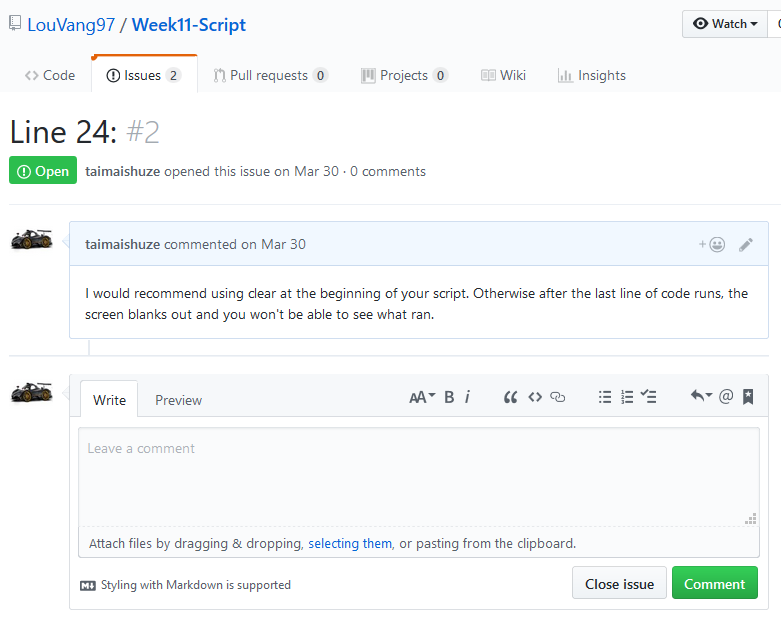 LouVang97 / Week11-Script
Watch
Code
Issues 2
Pull requests 0
Projects 0
Wiki
Insights
Line 24: #2
Open taimaishuze opened this issue on Mar 30 · 0 comments
taimaishuze commented on Mar 30
I would recommend using clear at the beginning of your script. Otherwise after the last line of code runs, the
screen blanks out and you won't be able to see what ran.
Write
Preview
AA B i
Leave a comment
Attach files by dragging & dropping, selecting them, or pasting from the clipboard.
Styling with Markdown is supported
Close issue
Comment